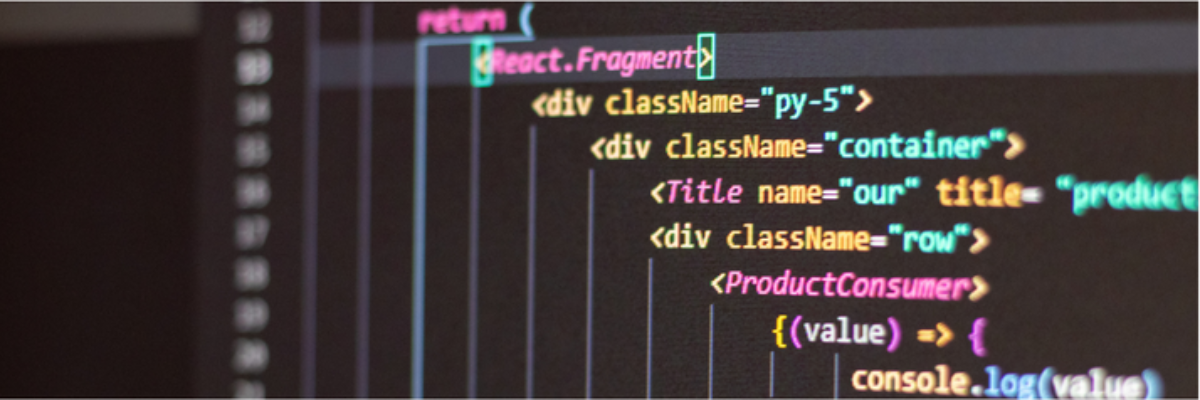 return (
<React.Fragment>
<div className="py-5">
<div className="container">
<Title name="our" title= "product
<div className="row">
<ProductConsumer>
{(value) => {
console.log(value)